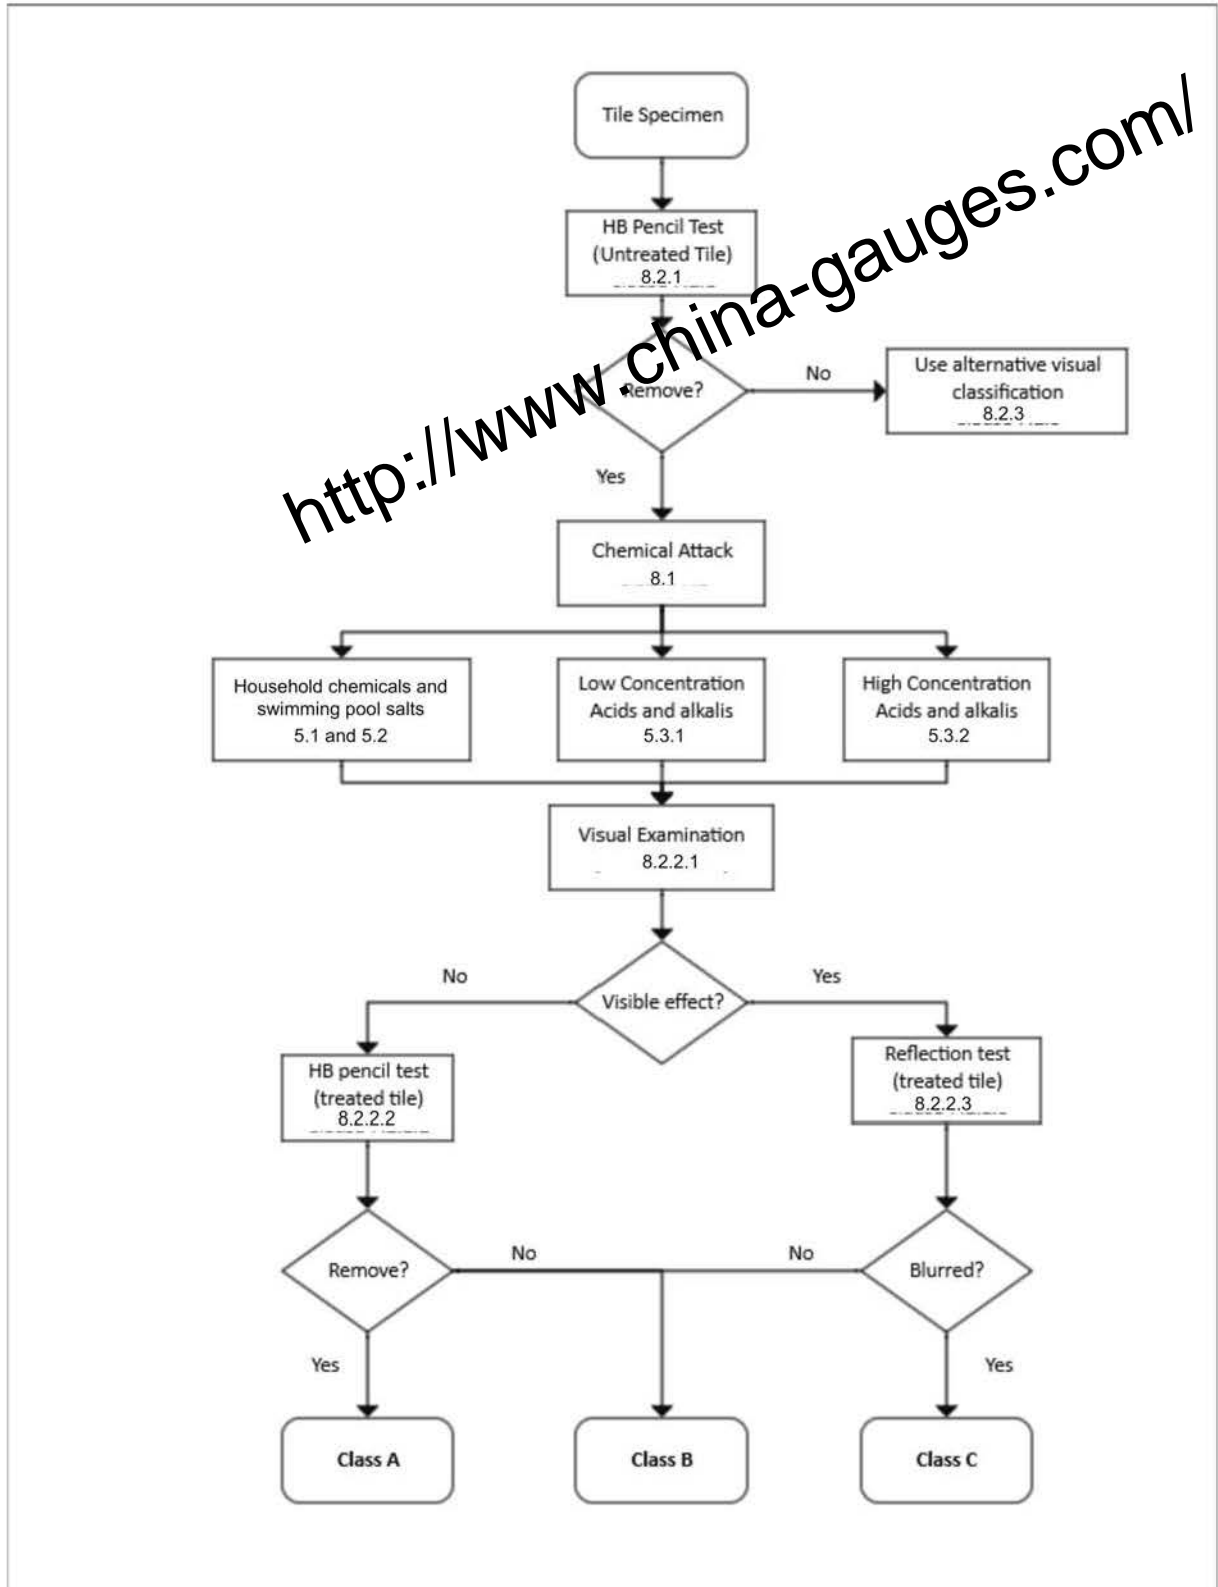 Tile Specimen
HB Pencil Test
(Untreated Tile)
8.2.1
http://www.china-gauges.com/
Remove?
No
Use alternative visual
classification
8.2.3
Yes
Chemical Attack
8.1
Household chemicals and
swimming pool salts
5.1 and 5.2
Low Concentration
Acids and alkalis
5.3.1
High Concentration
Acids and alkalis
5.3.2
Visual Examination
8.2.2.1
Visible effect?
No
Yes
HB pencil test
(treated tile)
8.2.2.2
Reflection test
(treated tile)
8.2.2.3
Remove?
No
No
Blurred?
Yes
Yes
Class A
Class B
Class C